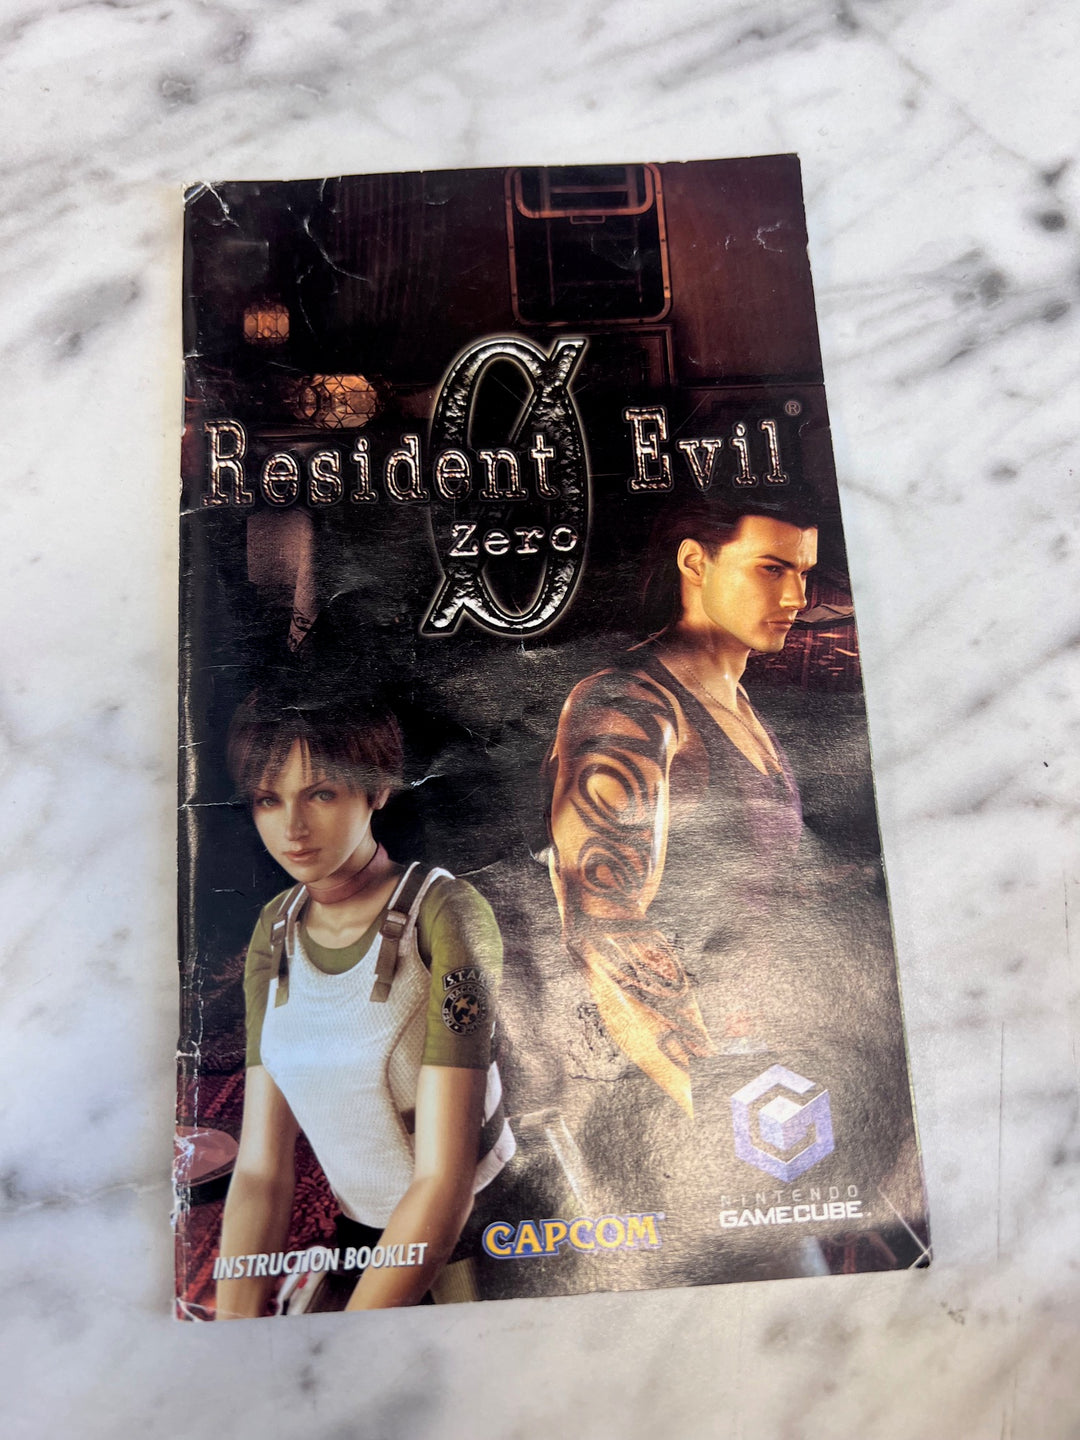 Resident Evil®
Zero
S.T.A.R
INSTRUCTION BOOKLET
CAPCOM
NINTENDO
GAMECUBE